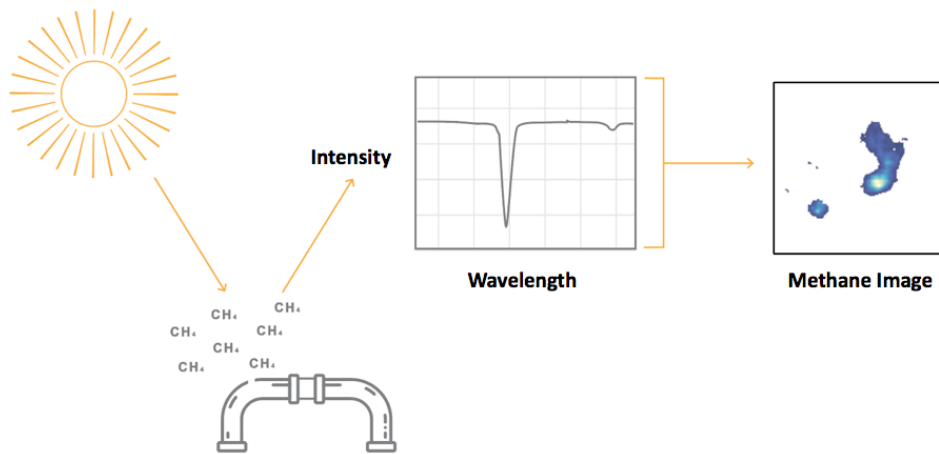 Intensity
Wavelength
Methane Image
CH₄
CH₄
CH₄
CH₄
CH₄
CH₄
CH₄